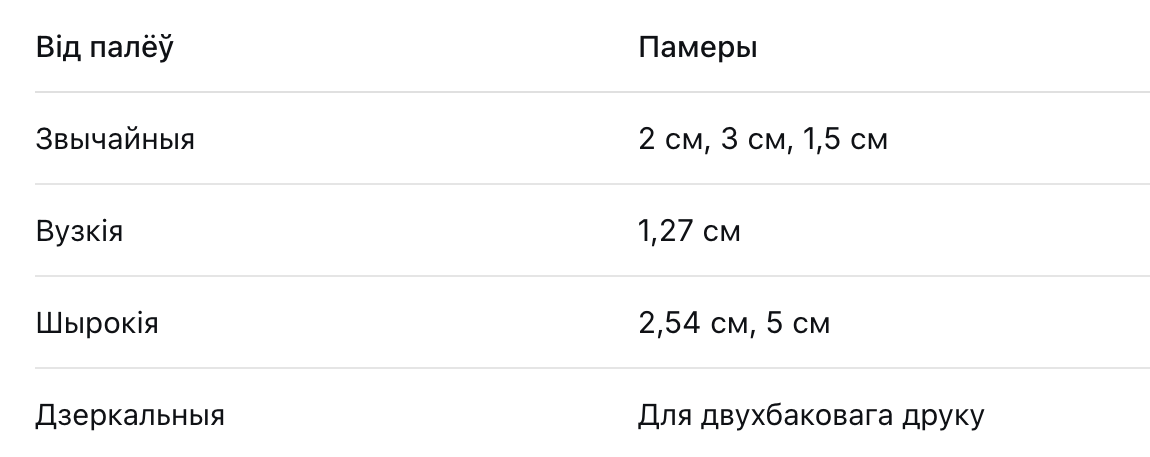 Від палёў Памеры
Звычайныя 2 см, 3 см, 1,5 см
Вузкія 1,27 см
Шырокія 2,54 см, 5 см
Дзеркальныя Для двухбаковага друку